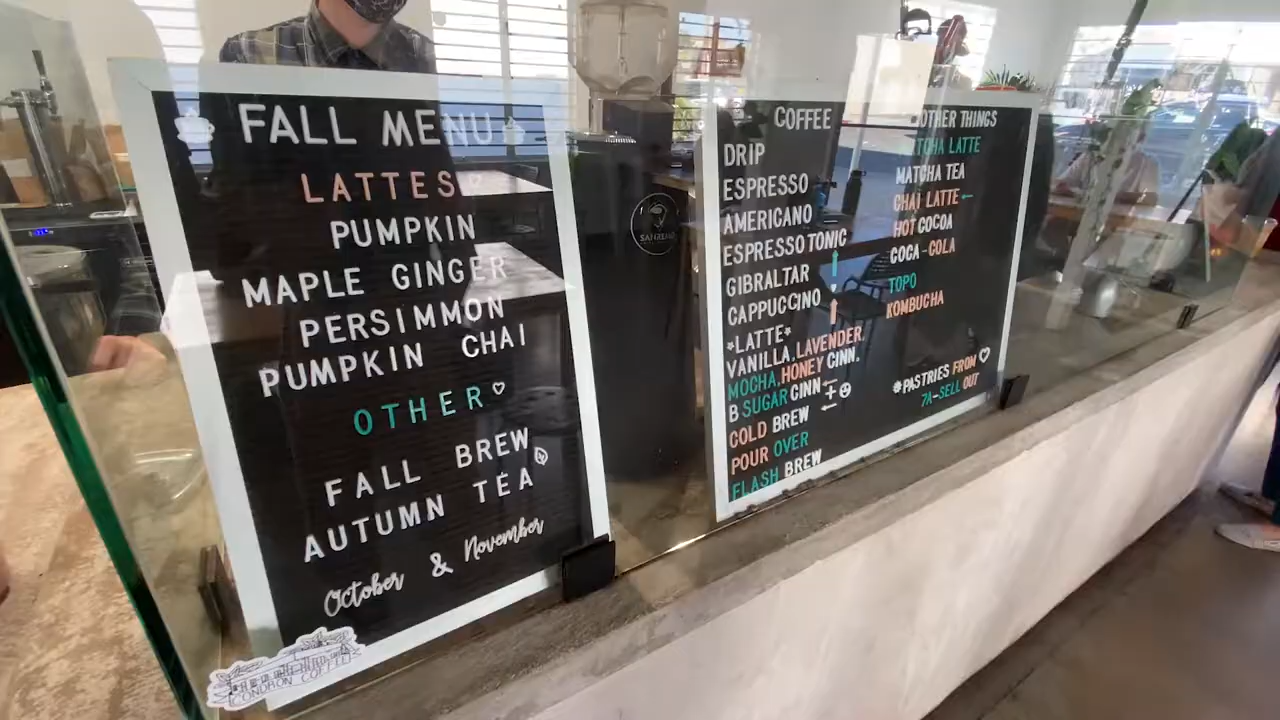 FALL MENU
LATTES
PUMPKIN
MAPLE GINGER
PERSIMMON
PUMPKIN CHAI
OTHER
FALL BREW
AUTUMN TEA
October & November
CONDRON COFFEE
SANREMO
COFFEE
DRIP
ESPRESSO
AMERICANO
ESPRESSO TONIC
GIBRALTAR
CAPPUCCINO
*LATTE*
VANILLA, LAVENDER,
MOCHA, HONEY CINN.
B SUGAR CINN
COLD BREW
POUR OVER
FLASH BREW
OTHER THINGS
MATCHA LATTE
MATCHA TEA
CHAI LATTE
HOT COCOA
COCA-COLA
TOPO
KOMBUCHA
*PASTRIES FROM
7A-SELL OUT